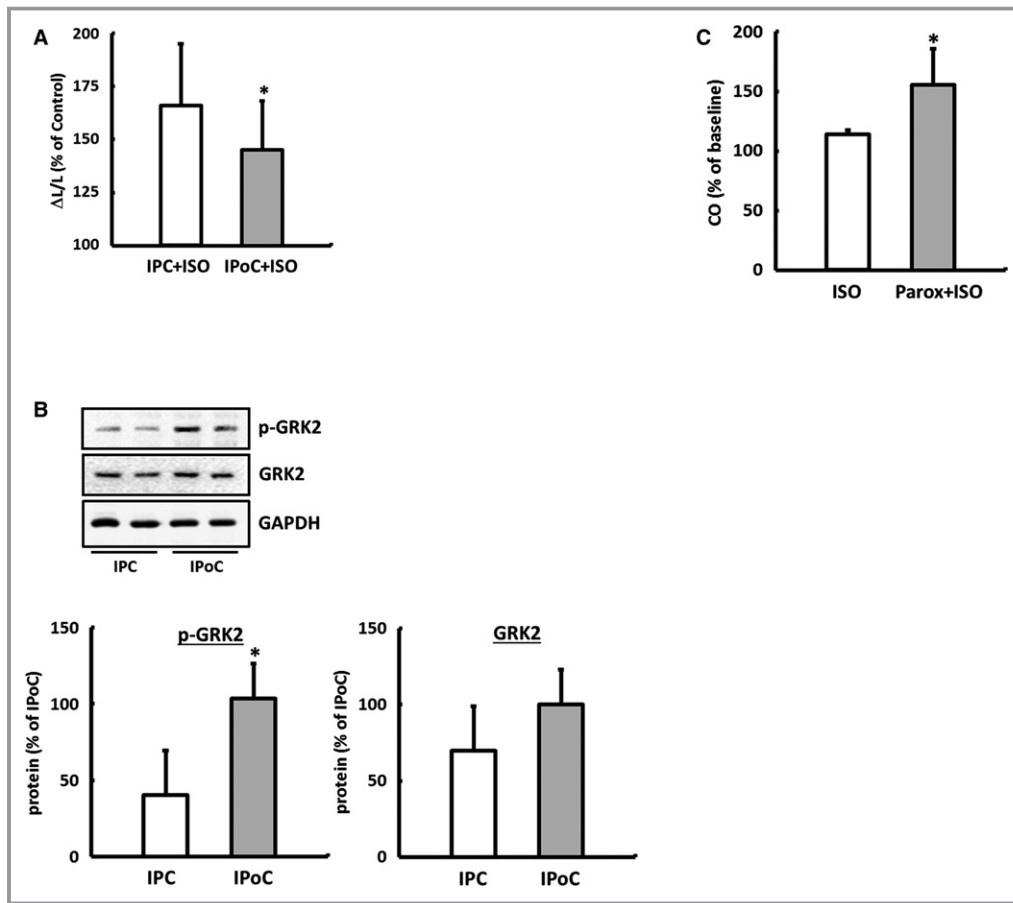 A
200
175
150
125
100
ΔL/L (% of Control)
*
IPC+ISO IPoC+ISO
C
200
150
100
50
0
CO (% of baseline)
*
ISO Parox+ISO
B
p-GRK2
GRK2
GAPDH
IPC IPoC
150
100
50
0
protein (% of IPoC)
p-GRK2
*
IPC IPoC
150
100
50
0
protein (% of IPoC)
GRK2
IPC IPoC